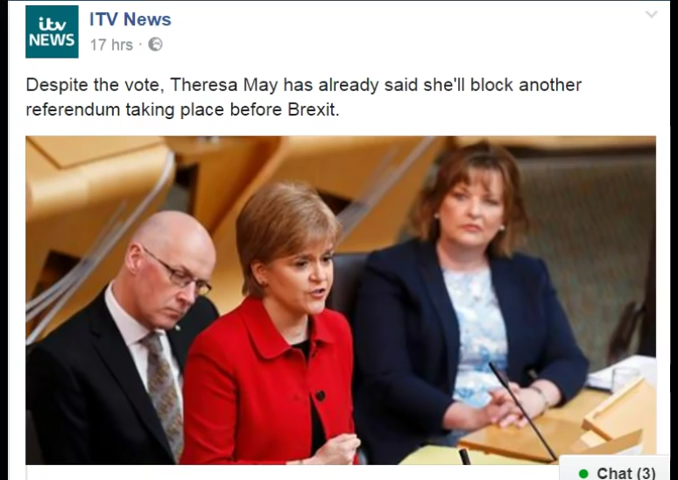 itv
NEWS
ITV News
17 hrs ·
Despite the vote, Theresa May has already said she'll block another
referendum taking place before Brexit.
Chat (3)